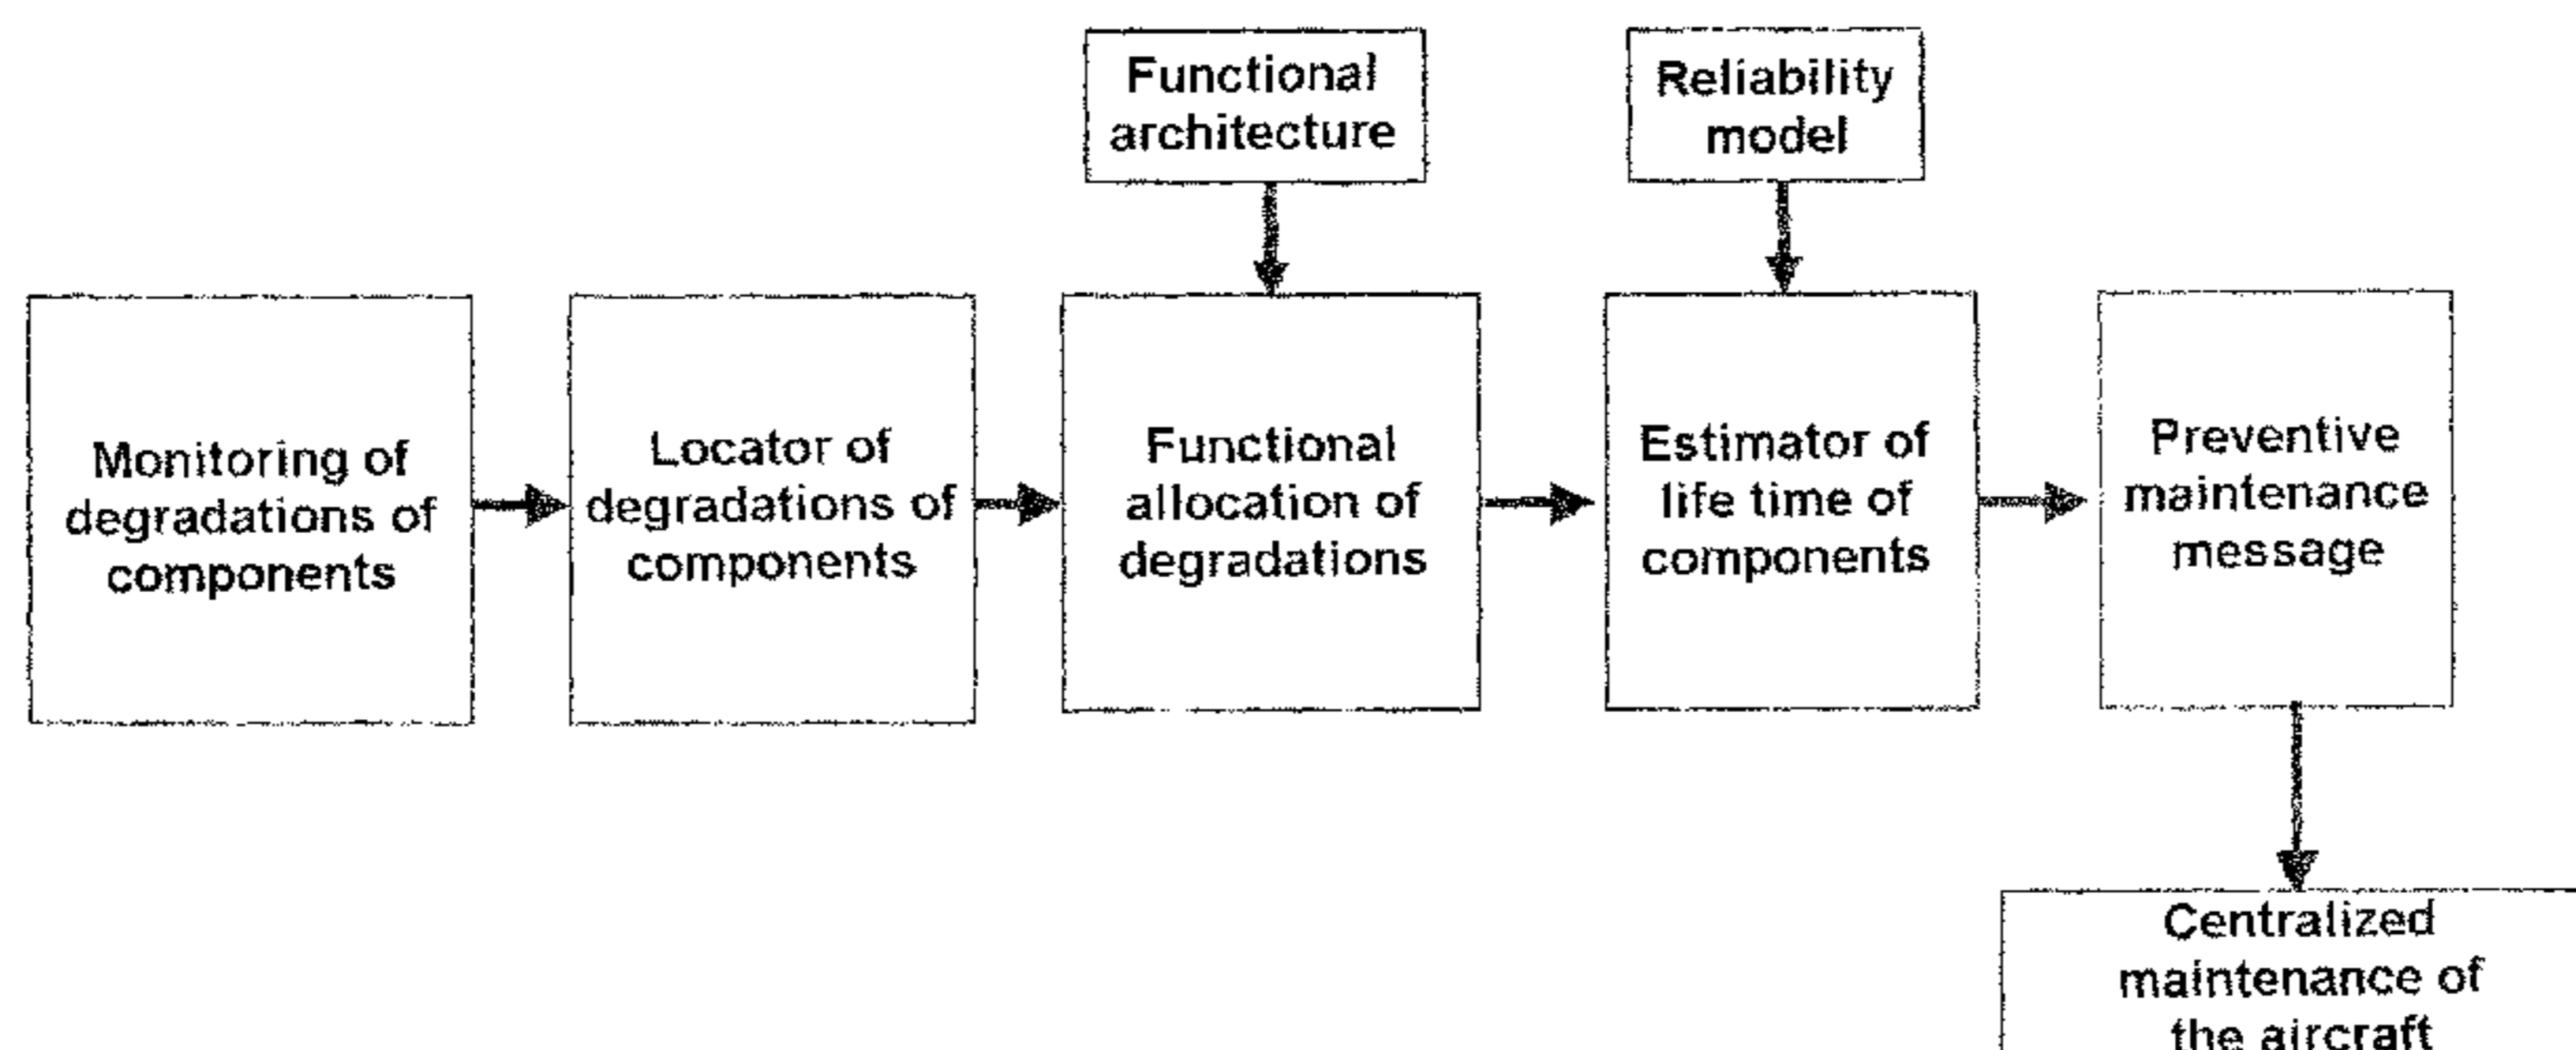 Functional
architecture
Reliability
model
Monitoring of
degradations of
components
Locator of
degradations of
components
Functional
allocation of
degradations
Estimator of
life time of
components
Preventive
maintenance
message
Centralized
maintenance of
the aircraft